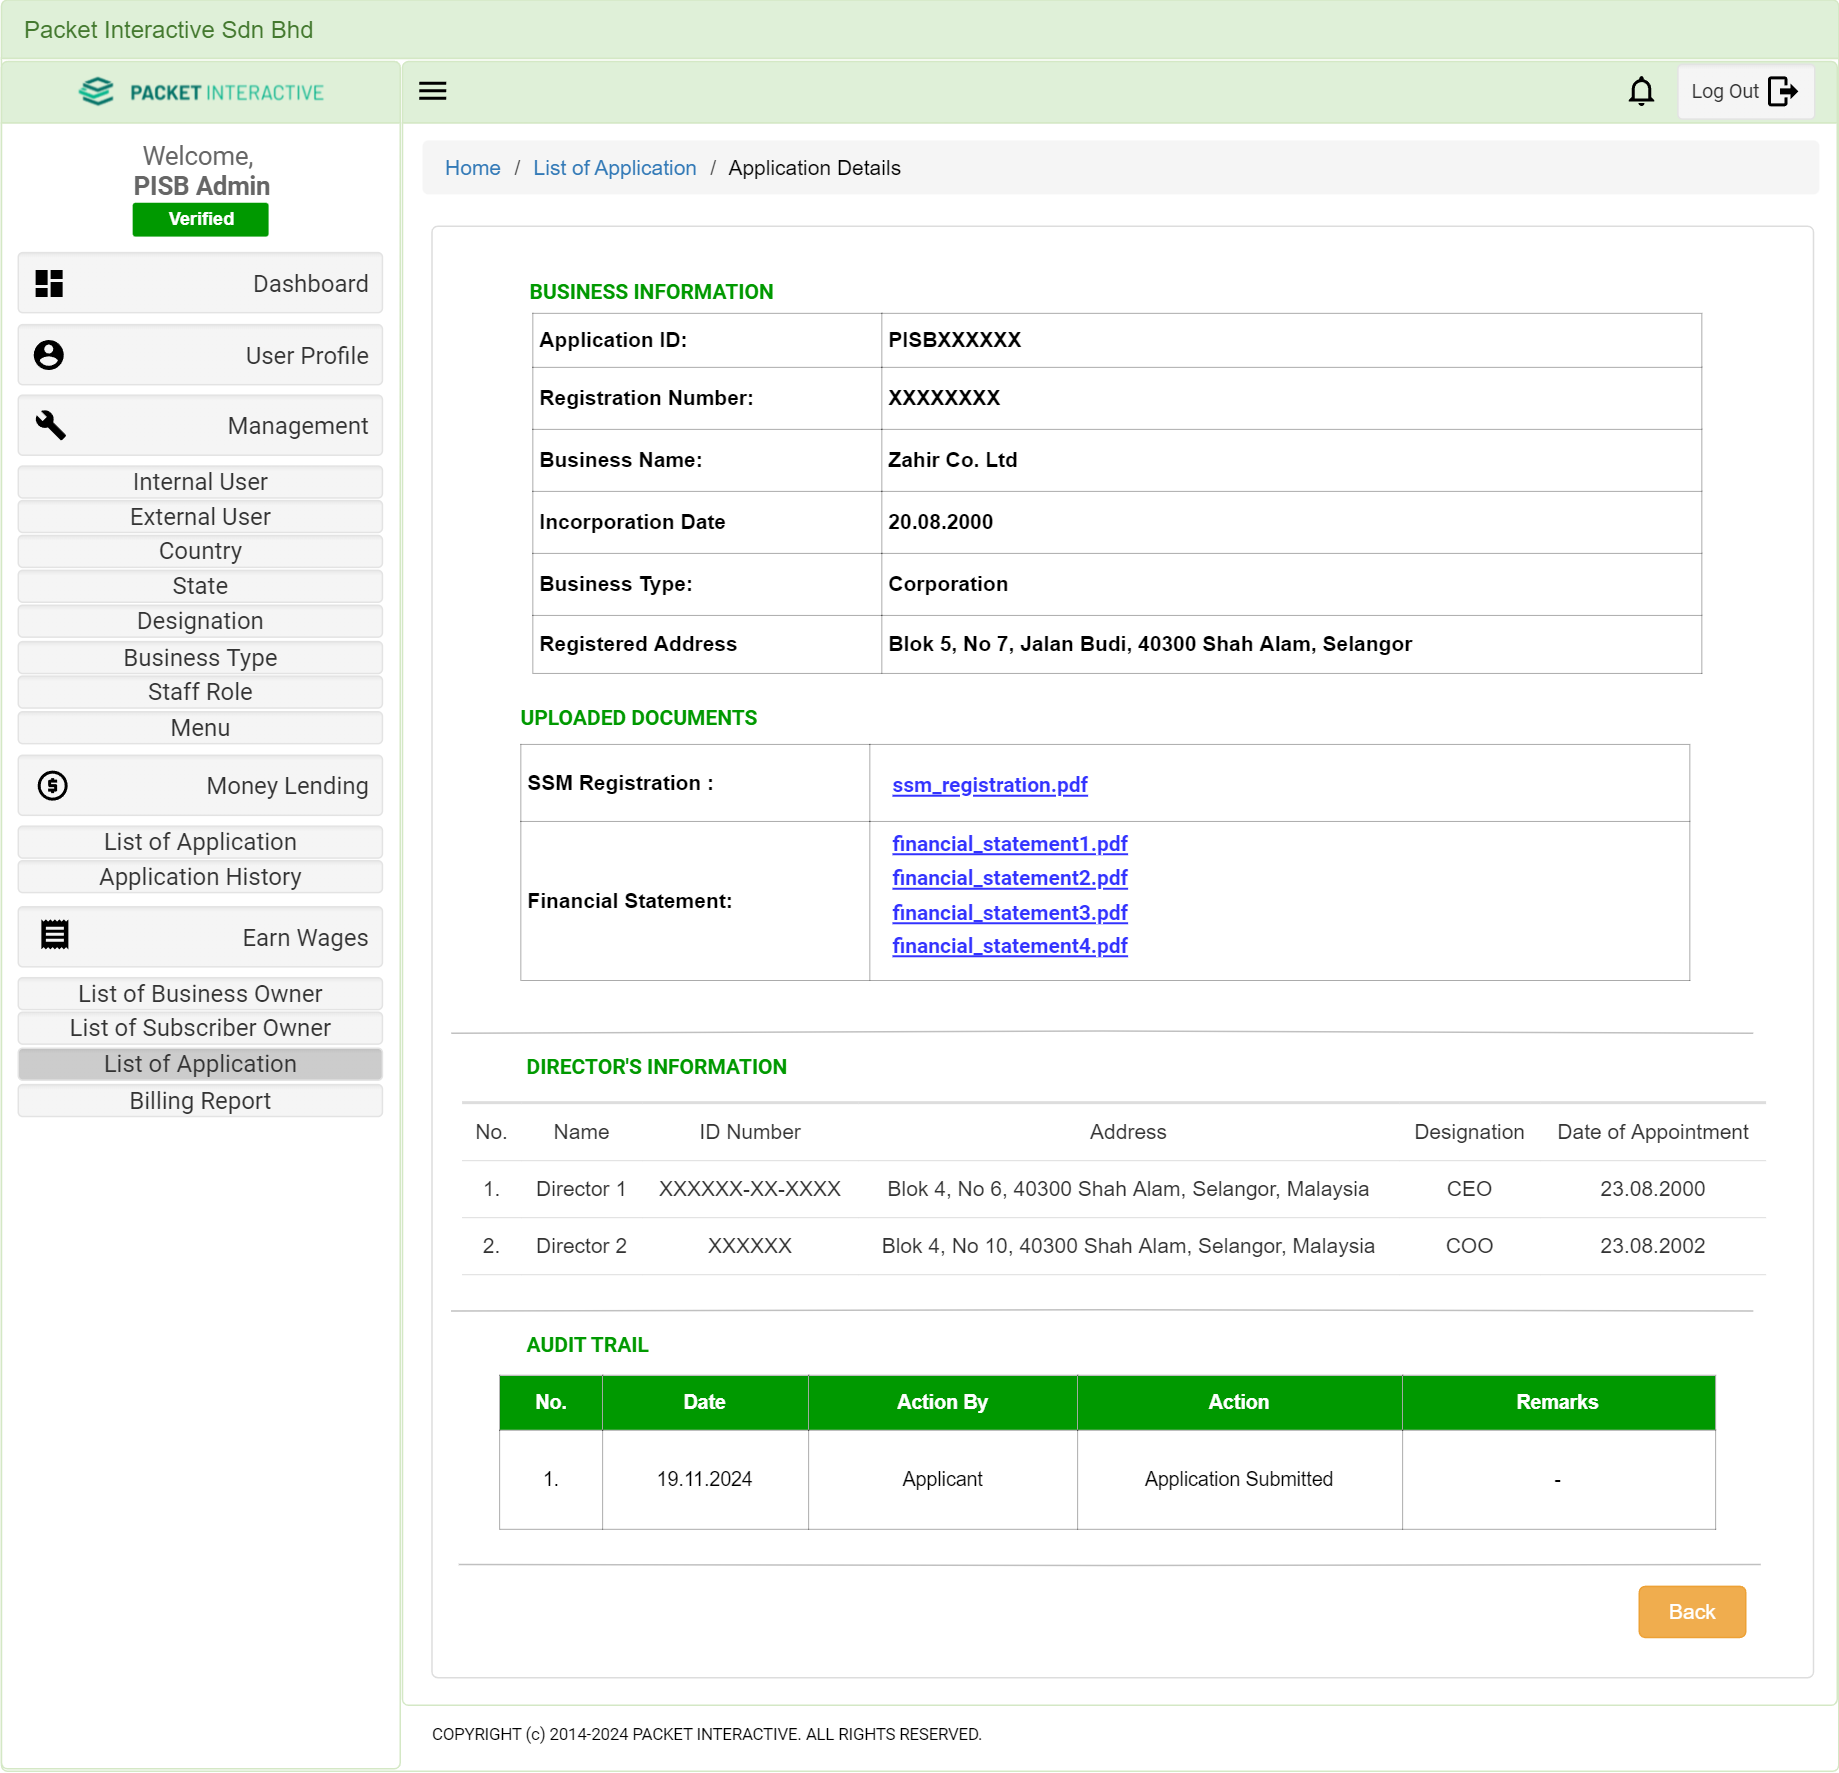 Packet Interactive Sdn Bhd
PACKET INTERACTIVE
Log Out
Welcome,
PISB Admin
Verified
Dashboard
User Profile
Management
Internal User
External User
Country
State
Designation
Business Type
Staff Role
Menu
Money Lending
List of Application
Application History
Earn Wages
List of Business Owner
List of Subscriber Owner
List of Application
Billing Report
Home / List of Application / Application Details
BUSINESS INFORMATION
Application ID: PISBXXXXXX
Registration Number: XXXXXXXX
Business Name: Zahir Co. Ltd
Incorporation Date 20.08.2000
Business Type: Corporation
Registered Address Blok 5, No 7, Jalan Budi, 40300 Shah Alam, Selangor
UPLOADED DOCUMENTS
SSM Registration : ssm_registration.pdf
Financial Statement:
financial_statement1.pdf
financial_statement2.pdf
financial_statement3.pdf
financial_statement4.pdf
DIRECTOR'S INFORMATION
No. Name ID Number Address Designation Date of Appointment
1. Director 1 XXXXXX-XX-XXXX Blok 4, No 6, 40300 Shah Alam, Selangor, Malaysia CEO 23.08.2000
2. Director 2 XXXXXX Blok 4, No 10, 40300 Shah Alam, Selangor, Malaysia COO 23.08.2002
AUDIT TRAIL
No. Date Action By Action Remarks
1. 19.11.2024 Applicant Application Submitted -
Back
COPYRIGHT (c) 2014-2024 PACKET INTERACTIVE. ALL RIGHTS RESERVED.